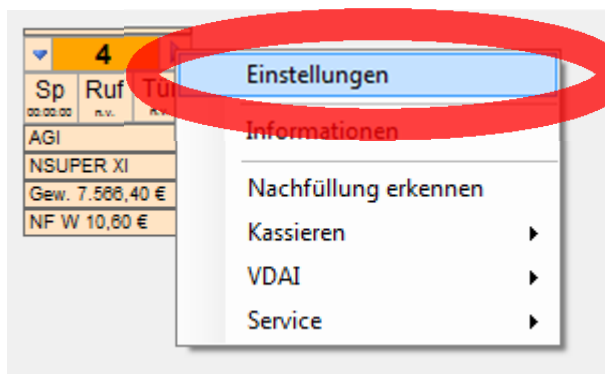 4
Sp Ruf Tür
00:00:00 n.v. n.v.
AGI
NSUPER XI
Gew. 7.566,40 €
NF W 10,60 €
Einstellungen
Informationen
Nachfüllung erkennen
Kassieren
VDAI
Service